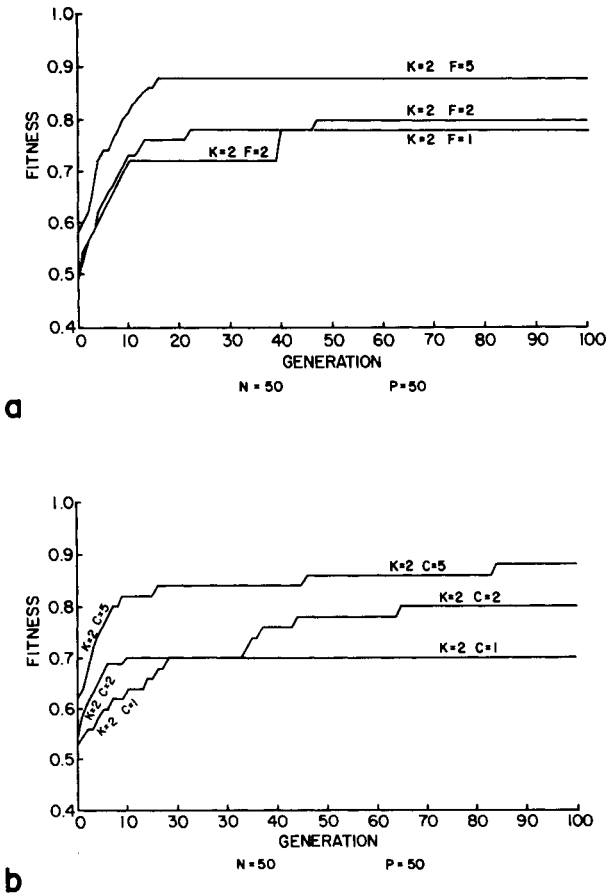 1.0
0.9
0.8
0.7
0.6
0.5
0.4
FITNESS
K=2 F=5
K=2 F=2
K=2 F=1
K=2 F=2
0 10 20 30 40 50 60 70 80 90 100
GENERATION
N = 50 P=50
a
1.0
0.9
0.8
0.7
0.6
0.5
0.4
FITNESS
K=2 C=5
K=2 C=2
K=2 C=1
K=2 C=5
K=2 C=2
K=2 C=1
0 10 20 30 40 50 60 70 80 90 100
GENERATION
N=50 P=50
b